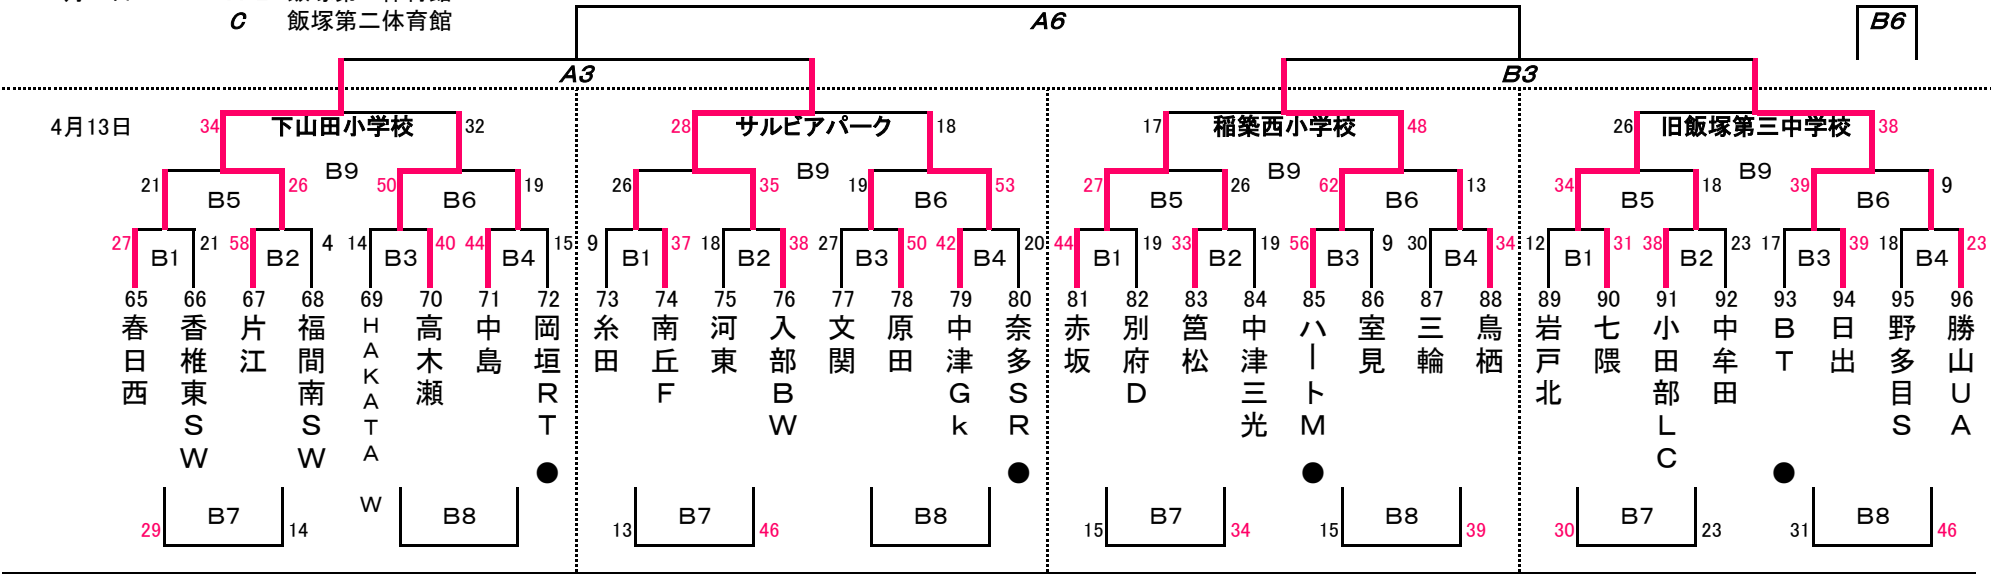 C 飯塚第二体育館
A6
B6
A3
B3
4月13日
34 下山田小学校 32
28 サルビアパーク 18
17 稲築西小学校 48
26 旧飯塚第三中学校 38
B9 B9 B9 B9
21 26 50 19 26 35 19 53 27 26 62 13 34 18 39 9
B5 B6 B6 B5 B6 B5 B6
27 21 58 4 14 40 44 15 9 37 18 38 27 50 42 20 44 19 33 19 56 9 30 34 12 31 38 23 17 39 18 23
B1 B2 B3 B4 B1 B2 B3 B4 B1 B2 B3 B4 B1 B2 B3 B4
65 66 67 68 69 70 71 72 73 74 75 76 77 78 79 80 81 82 83 84 85 86 87 88 89 90 91 92 93 94 95 96
春日西
香椎東SW
片江
福間南SW
HAKATA W
高木瀬
中島
岡垣RT
糸田
南丘F
河東
入部BW
文関
原田
中津Gk
奈多SR
赤坂
別府D
筥松
中津三光
ハートM
室見
三輪
鳥栖
岩戸北
七隈
小田部LC
中牟田
BT
日出
野多目S
勝山UA
● ● ● ●
B7 B8 B7 B8 B7 B8 B7 B8
29 14 13 46 15 34 15 39 30 23 31 46